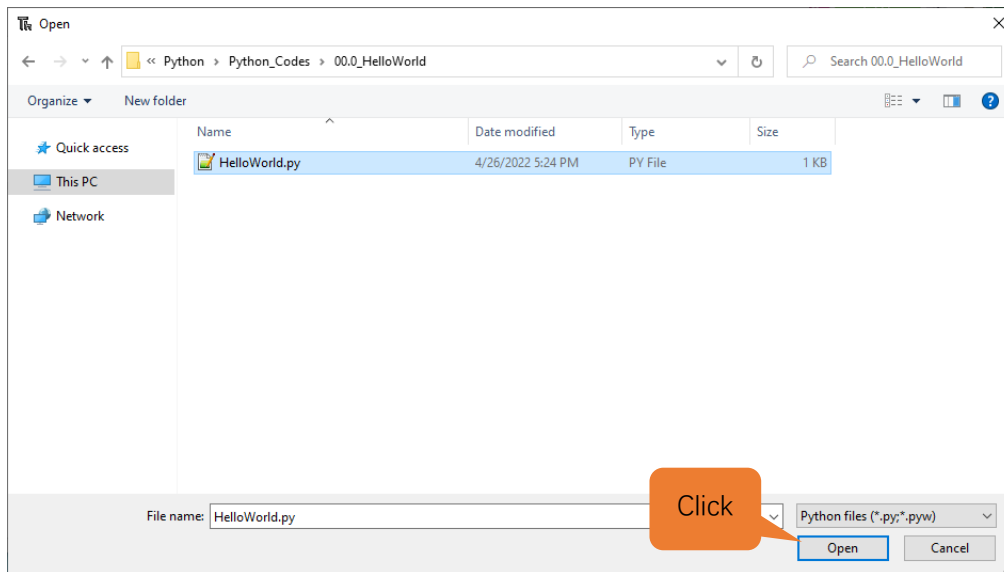 Open
« Python › Python_Codes › 00.0_HelloWorld
Search 00.0_HelloWorld
Organize
New folder
Name Date modified Type Size
Quick access
HelloWorld.py 4/26/2022 5:24 PM PY File 1 KB
This PC
Network
Click
File name: HelloWorld.py
Python files (*.py;*.pyw)
Open Cancel